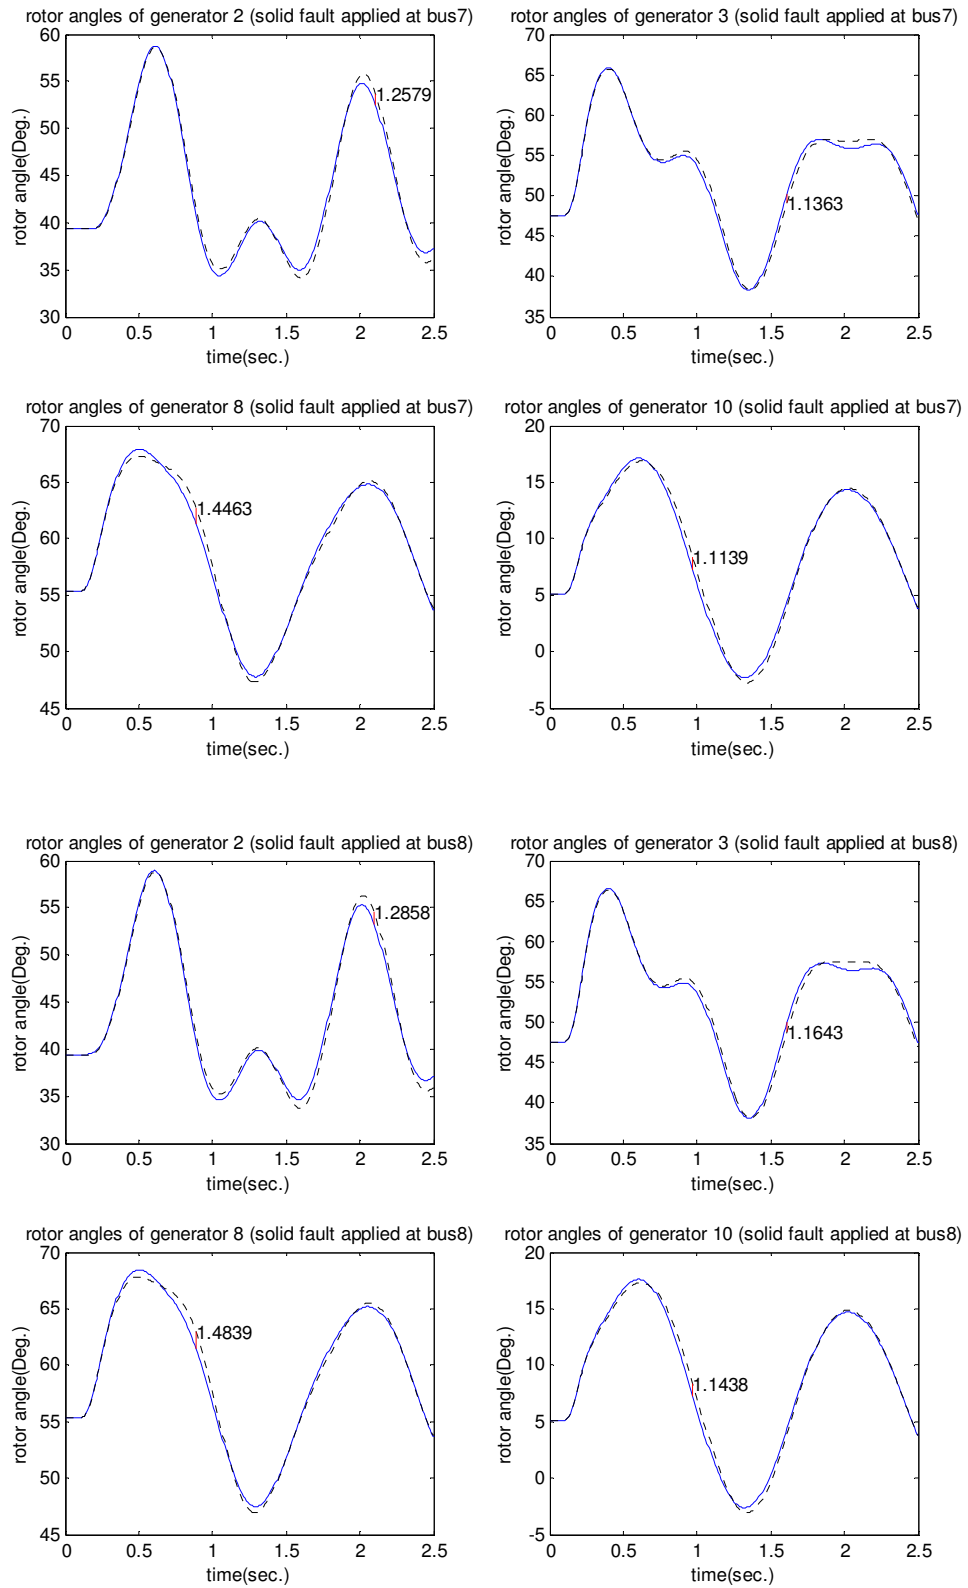 rotor angles of generator 2 (solid fault applied at bus7)
rotor angle(Deg.)
60
55
50
45
40
35
30
1.2579
0 0.5 1 1.5 2 2.5
time(sec.)
rotor angles of generator 3 (solid fault applied at bus7)
rotor angle(Deg.)
70
65
60
55
50
45
40
35
1.1363
0 0.5 1 1.5 2 2.5
time(sec.)
rotor angles of generator 8 (solid fault applied at bus7)
rotor angle(Deg.)
70
65
60
55
50
45
1.4463
0 0.5 1 1.5 2 2.5
time(sec.)
rotor angles of generator 10 (solid fault applied at bus7)
rotor angle(Deg.)
20
15
10
5
0
-5
1.1139
0 0.5 1 1.5 2 2.5
time(sec.)
rotor angles of generator 2 (solid fault applied at bus8)
rotor angle(Deg.)
60
55
50
45
40
35
30
1.2858
0 0.5 1 1.5 2 2.5
time(sec.)
rotor angles of generator 3 (solid fault applied at bus8)
rotor angle(Deg.)
70
65
60
55
50
45
40
35
1.1643
0 0.5 1 1.5 2 2.5
time(sec.)
rotor angles of generator 8 (solid fault applied at bus8)
rotor angle(Deg.)
70
65
60
55
50
45
1.4839
0 0.5 1 1.5 2 2.5
time(sec.)
rotor angles of generator 10 (solid fault applied at bus8)
rotor angle(Deg.)
20
15
10
5
0
-5
1.1438
0 0.5 1 1.5 2 2.5
time(sec.)